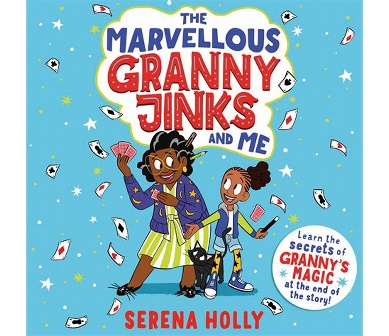 THE
MARVELLOUS
GRANNY
JINKS
AND ME
Learn the
secrets of
GRANNY'S
MAGIC
at the end of
the story!
SERENA HOLLY